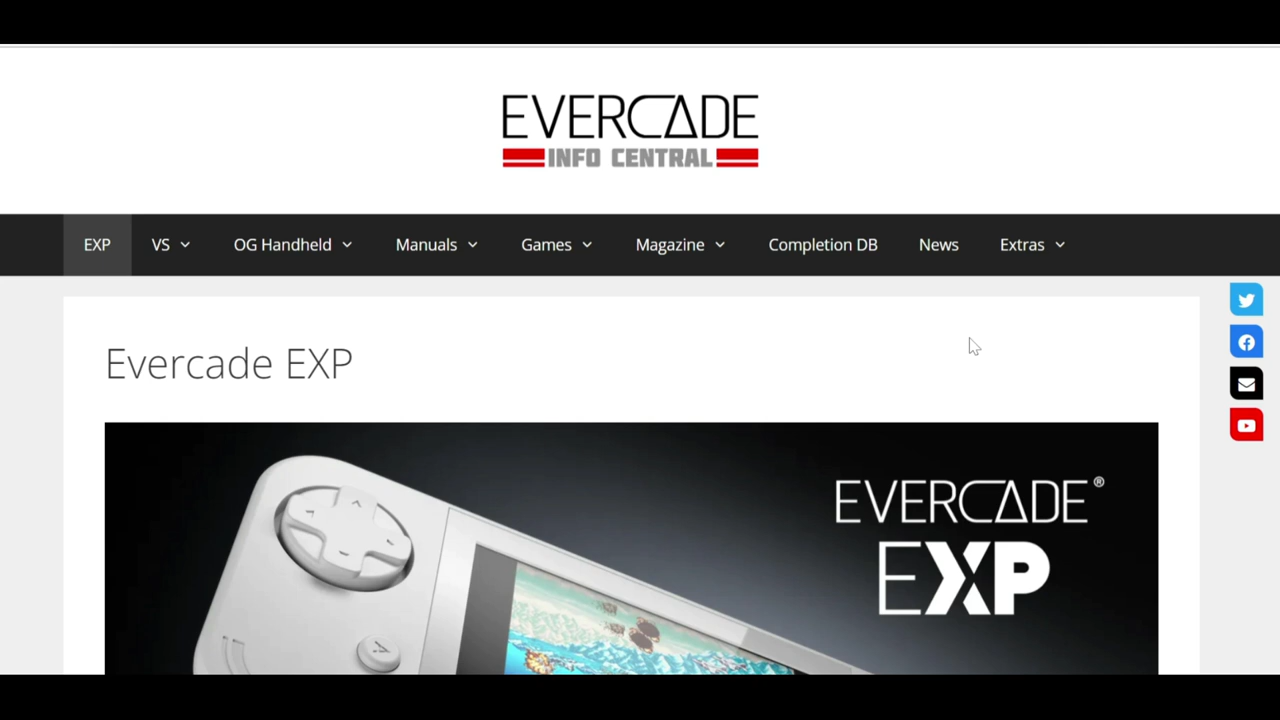 EVERCADE
INFO CENTRAL
EXP VS OG Handheld Manuals Games Magazine Completion DB News Extras
Evercade EXP
EVERCADE®
EXP